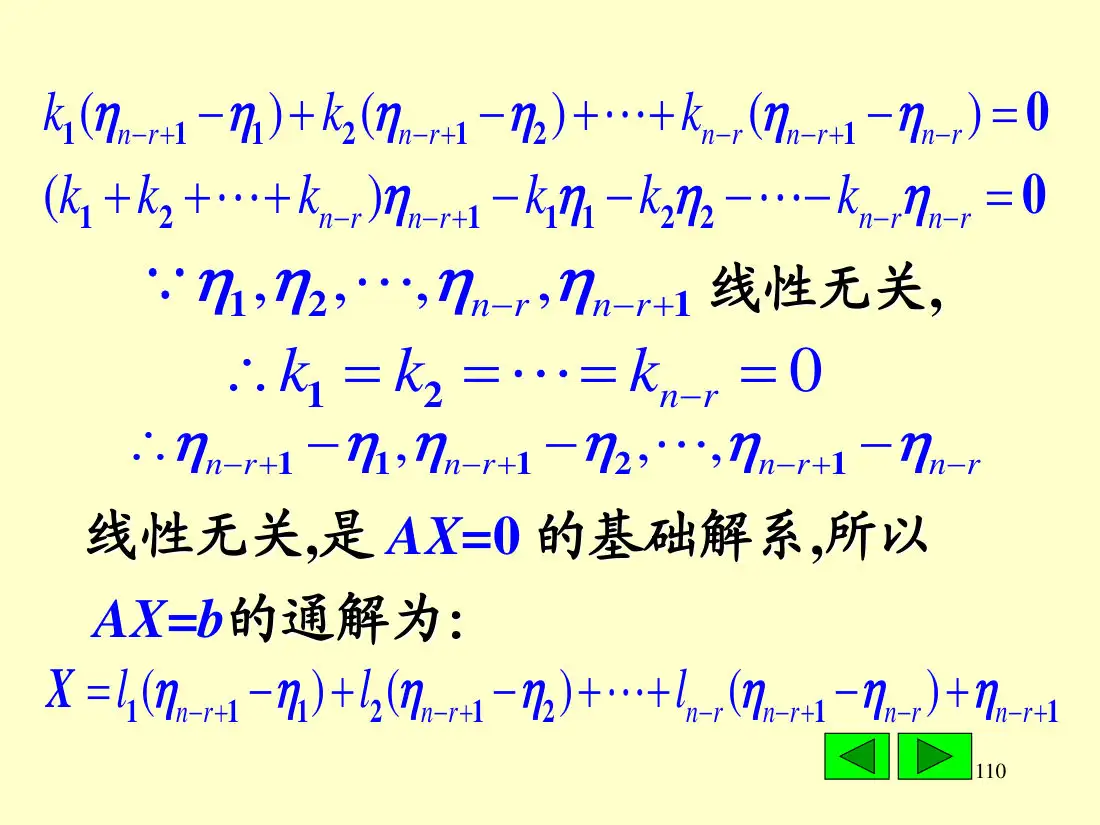 k₁(η_{n−r+1} − η₁) + k₂(η_{n−r+1} − η₂) + ⋯ + k_{n−r}(η_{n−r+1} − η_{n−r}) = 0
(k₁ + k₂ + ⋯ + k_{n−r})η_{n−r+1} − k₁η₁ − k₂η₂ − ⋯ − k_{n−r}η_{n−r} = 0
∵ η₁, η₂, ⋯, η_{n−r}, η_{n−r+1} 线性无关,
∴ k₁ = k₂ = ⋯ = k_{n−r} = 0
∴ η_{n−r+1} − η₁, η_{n−r+1} − η₂, ⋯, η_{n−r+1} − η_{n−r}
线性无关,是 AX=0 的基础解系,所以
AX=b的通解为:
X = l₁(η_{n−r+1} − η₁) + l₂(η_{n−r+1} − η₂) + ⋯ + l_{n−r}(η_{n−r+1} − η_{n−r}) + η_{n−r+1}
110